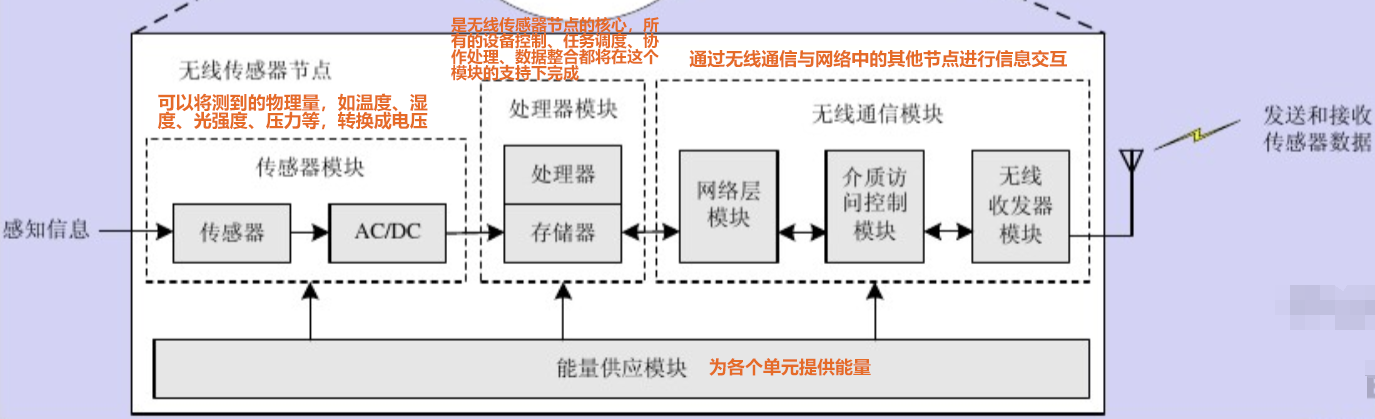 是无线传感器节点的核心，所
有的设备控制、任务调度、协
作处理、数据整合都将在这个
模块的支持下完成
通过无线通信与网络中的其他节点进行信息交互
无线传感器节点
可以将测到的物理量，如温度、湿
度、光强度、压力等，转换成电压
处理器模块
无线通信模块
发送和接收
传感器数据
传感器模块
处理器
网络层
模块
介质访
问控制
模块
无线
收发器
模块
感知信息
传感器
AC/DC
存储器
能量供应模块
为各个单元提供能量